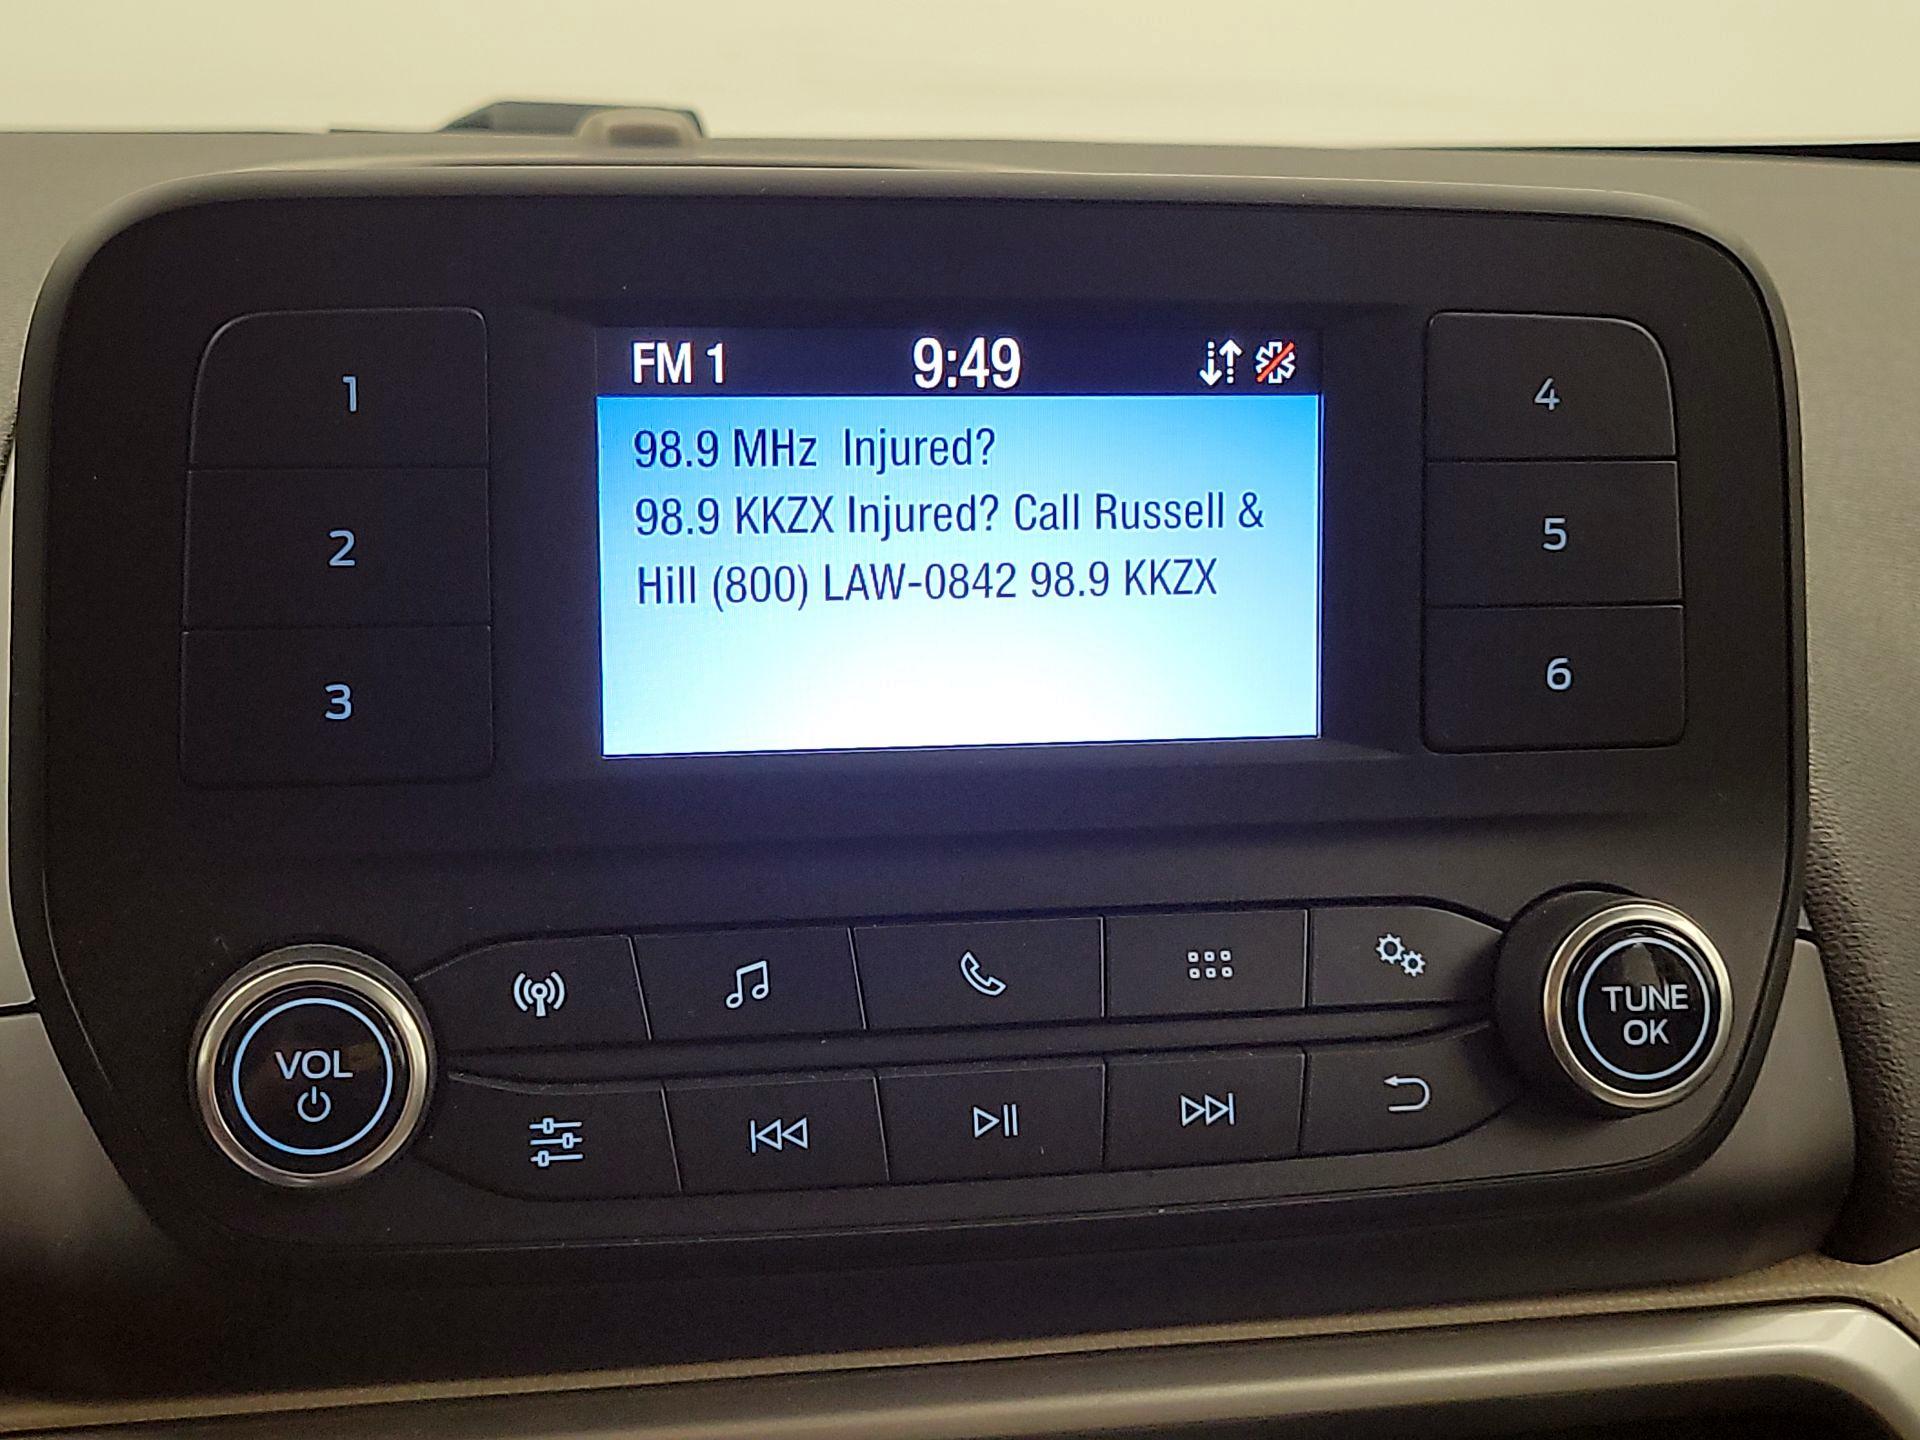 FM 1 9:49
98.9 MHz Injured?
98.9 KKZX Injured? Call Russell &
Hill (800) LAW-0842 98.9 KKZX
1
2
3
4
5
6
VOL
TUNE
OK